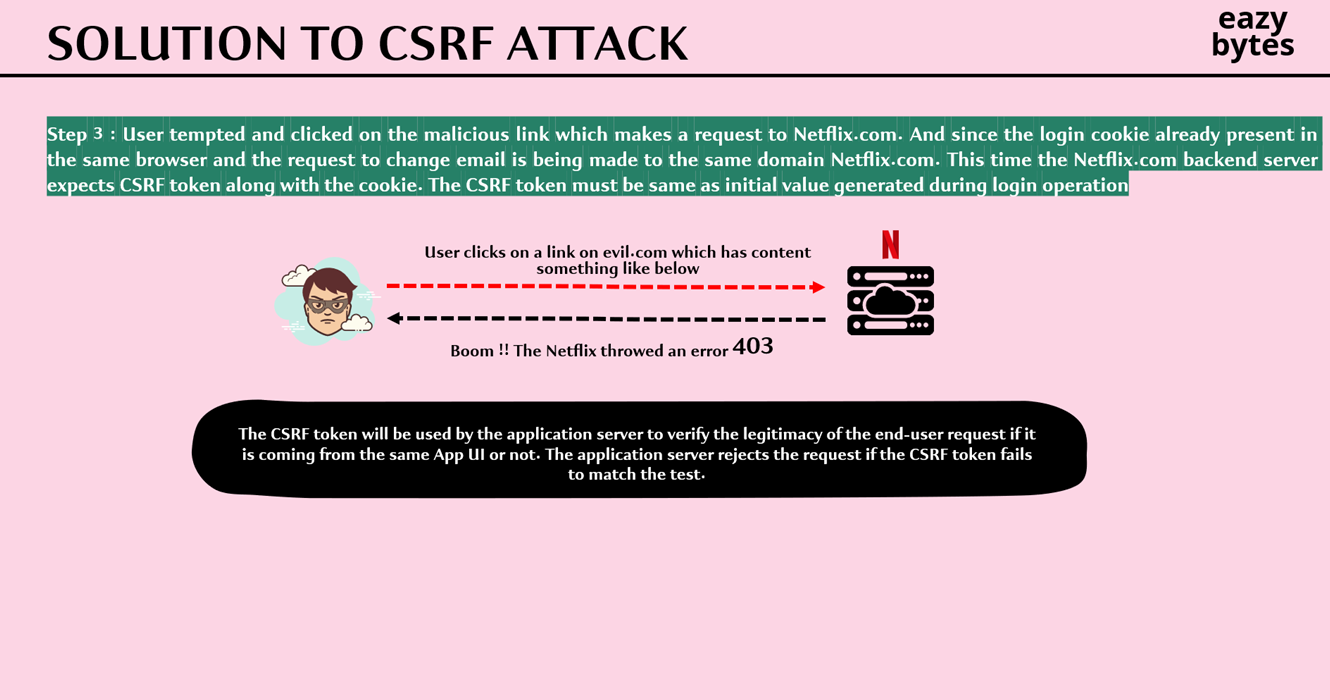 SOLUTION TO CSRF ATTACK
eazy
bytes
Step 3 : User tempted and clicked on the malicious link which makes a request to Netflix.com. And since the login cookie already present in
the same browser and the request to change email is being made to the same domain Netflix.com. This time the Netflix.com backend server
expects CSRF token along with the cookie. The CSRF token must be same as initial value generated during login operation
N
User clicks on a link on evil.com which has content
something like below
Boom !! The Netflix throwed an error 403
The CSRF token will be used by the application server to verify the legitimacy of the end-user request if it
is coming from the same App UI or not. The application server rejects the request if the CSRF token fails
to match the test.